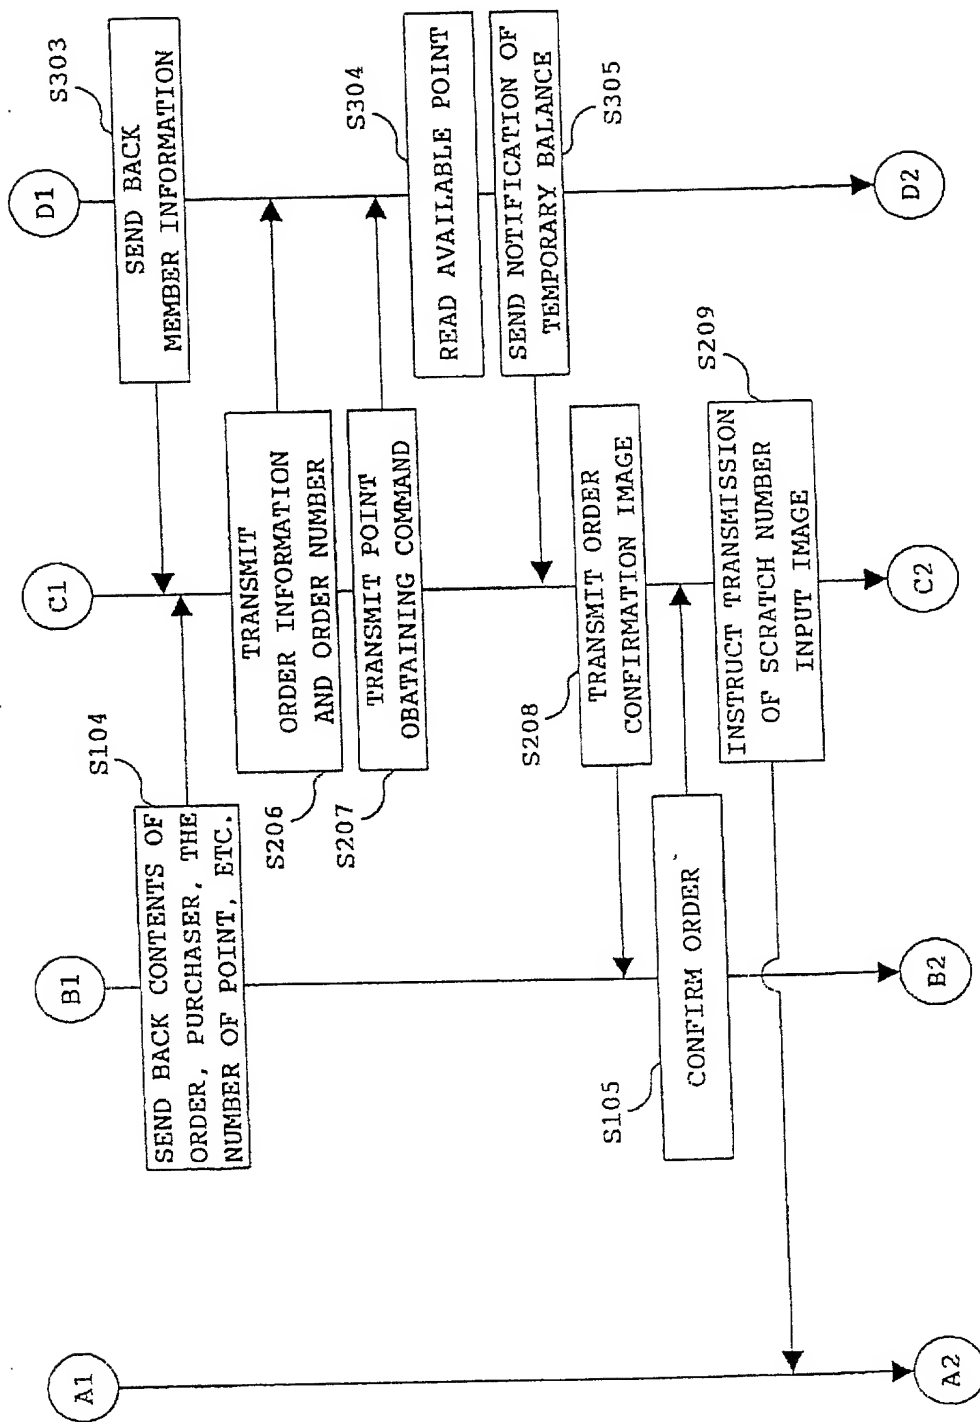 A1
B1
C1
D1
S303
SEND BACK
MEMBER INFORMATION
S104
SEND BACK CONTENTS OF
ORDER, PURCHASER, THE
NUMBER OF POINT, ETC.
TRANSMIT
ORDER INFORMATION
AND ORDER NUMBER
S206
TRANSMIT POINT
OBATAINING COMMAND
S207
S304
READ AVAILABLE POINT
SEND NOTIFICATION OF
TEMPORARY BALANCE
S305
TRANSMIT ORDER
CONFIRMATION IMAGE
S208
CONFIRM ORDER
S105
S209
INSTRUCT TRANSMISSION
OF SCRATCH NUMBER
INPUT IMAGE
A2
B2
C2
D2